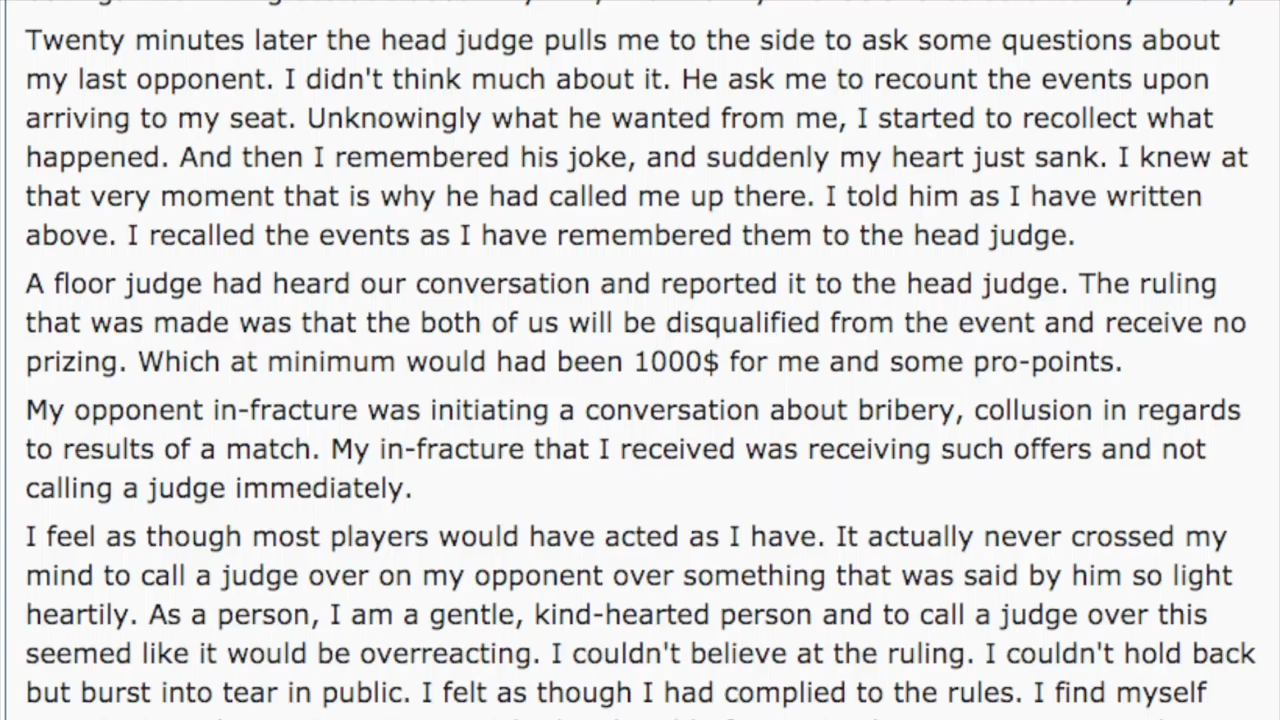 Twenty minutes later the head judge pulls me to the side to ask some questions about
my last opponent. I didn't think much about it. He ask me to recount the events upon
arriving to my seat. Unknowingly what he wanted from me, I started to recollect what
happened. And then I remembered his joke, and suddenly my heart just sank. I knew at
that very moment that is why he had called me up there. I told him as I have written
above. I recalled the events as I have remembered them to the head judge.
A floor judge had heard our conversation and reported it to the head judge. The ruling
that was made was that the both of us will be disqualified from the event and receive no
prizing. Which at minimum would had been 1000$ for me and some pro-points.
My opponent in-fracture was initiating a conversation about bribery, collusion in regards
to results of a match. My in-fracture that I received was receiving such offers and not
calling a judge immediately.
I feel as though most players would have acted as I have. It actually never crossed my
mind to call a judge over on my opponent over something that was said by him so light
heartily. As a person, I am a gentle, kind-hearted person and to call a judge over this
seemed like it would be overreacting. I couldn't believe at the ruling. I couldn't hold back
but burst into tear in public. I felt as though I had complied to the rules. I find myself